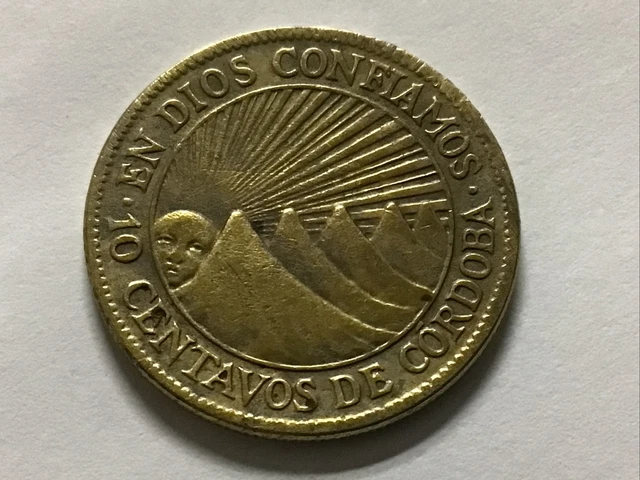 EN DIOS CONFIAMOS ·
10 CENTAVOS DE CORDOBA ·